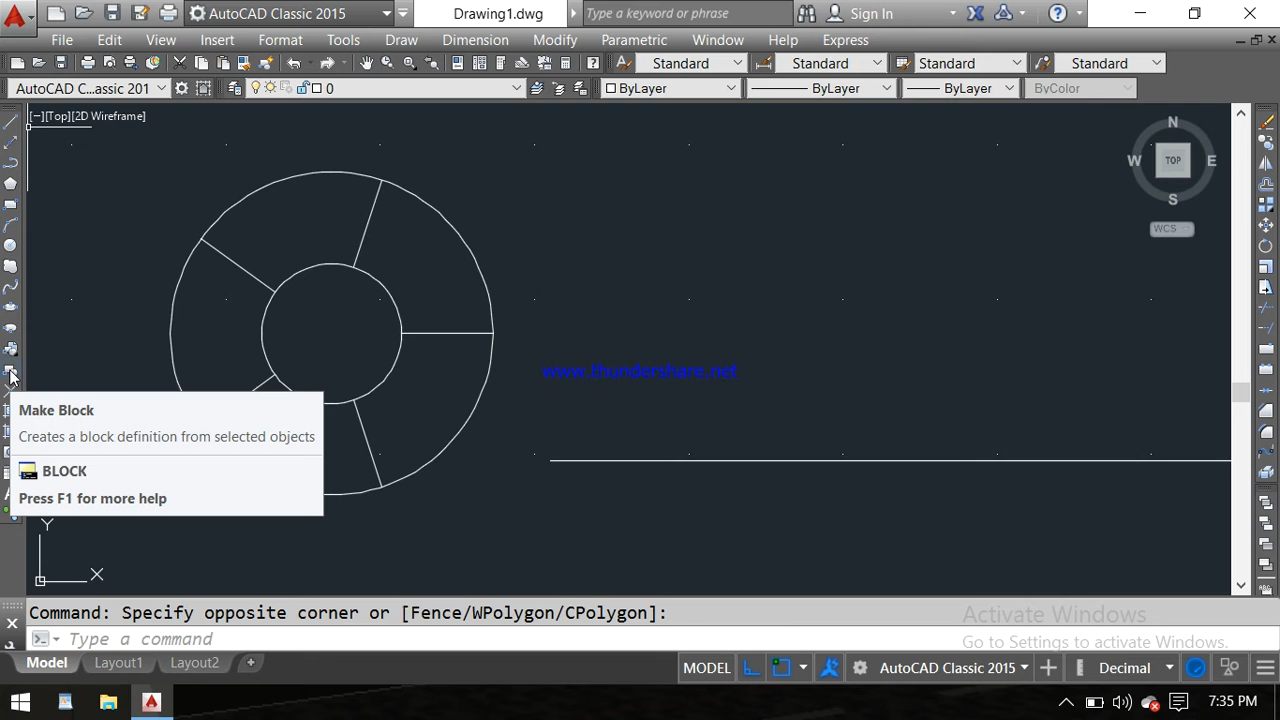 AutoCAD Classic 2015
Drawing1.dwg
Type a keyword or phrase
Sign In
File Edit View Insert Format Tools Draw Dimension Modify Parametric Window Help Express
Standard Standard Standard Standard
AutoCAD C...assic 201 0 ByLayer ByLayer ByLayer ByColor
[−][Top][2D Wireframe]
N
W TOP E
S
WCS
www.thundershare.net
Make Block
Creates a block definition from selected objects
BLOCK
Press F1 for more help
Y
X
Command: Specify opposite corner or [Fence/WPolygon/CPolygon]:
Type a command
Activate Windows
Go to Settings to activate Windows.
Model Layout1 Layout2
MODEL AutoCAD Classic 2015 Decimal
7:35 PM